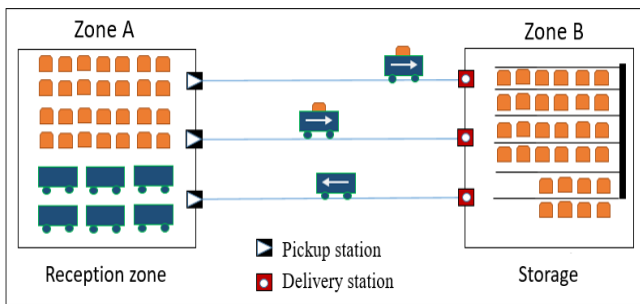 Zone A
Zone B
Pickup station
Delivery station
Reception zone
Storage